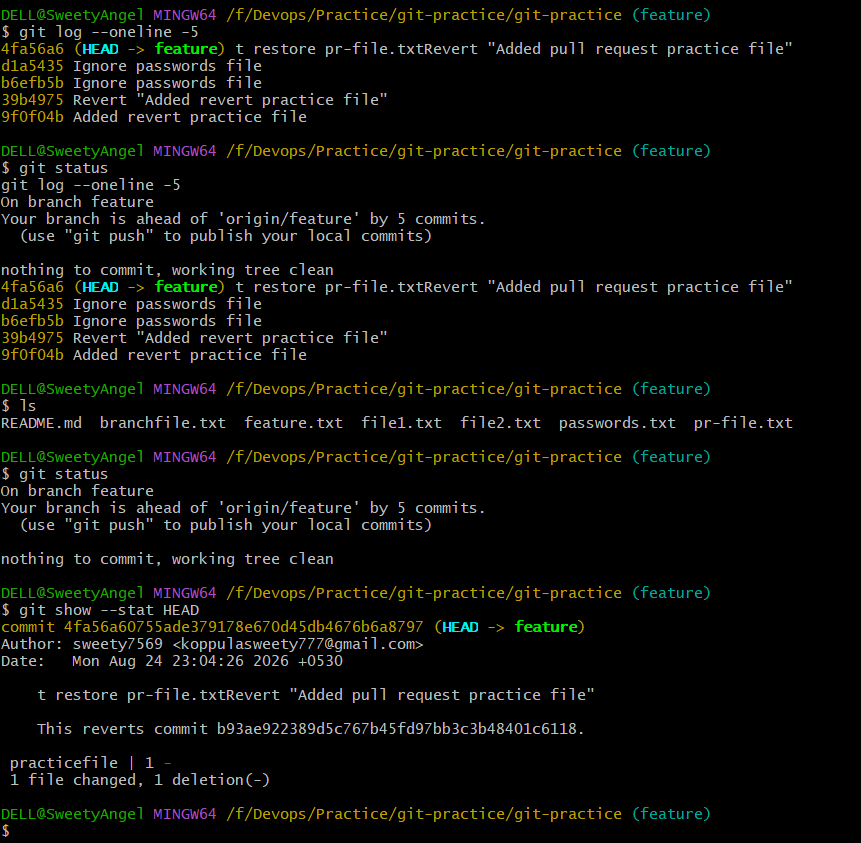 DELL@SweetyAngel MINGW64 /f/Devops/Practice/git-practice/git-practice (feature)
$ git log --oneline -5
4fa56a6 (HEAD -> feature) t restore pr-file.txtRevert "Added pull request practice file"
d1a5435 Ignore passwords file
b6efb5b Ignore passwords file
39b4975 Revert "Added revert practice file"
9f0f04b Added revert practice file

DELL@SweetyAngel MINGW64 /f/Devops/Practice/git-practice/git-practice (feature)
$ git status
git log --oneline -5
On branch feature
Your branch is ahead of 'origin/feature' by 5 commits.
  (use "git push" to publish your local commits)

nothing to commit, working tree clean
4fa56a6 (HEAD -> feature) t restore pr-file.txtRevert "Added pull request practice file"
d1a5435 Ignore passwords file
b6efb5b Ignore passwords file
39b4975 Revert "Added revert practice file"
9f0f04b Added revert practice file

DELL@SweetyAngel MINGW64 /f/Devops/Practice/git-practice/git-practice (feature)
$ ls
README.md  branchfile.txt  feature.txt  file1.txt  file2.txt  passwords.txt  pr-file.txt

DELL@SweetyAngel MINGW64 /f/Devops/Practice/git-practice/git-practice (feature)
$ git status
On branch feature
Your branch is ahead of 'origin/feature' by 5 commits.
  (use "git push" to publish your local commits)

nothing to commit, working tree clean

DELL@SweetyAngel MINGW64 /f/Devops/Practice/git-practice/git-practice (feature)
$ git show --stat HEAD
commit 4fa56a60755ade379178e670d45db4676b6a8797 (HEAD -> feature)
Author: sweety7569 <koppulasweety777@gmail.com>
Date:   Mon Aug 24 23:04:26 2026 +0530

    t restore pr-file.txtRevert "Added pull request practice file"

    This reverts commit b93ae922389d5c767b45fd97bb3c3b48401c6118.

 practicefile | 1 -
 1 file changed, 1 deletion(-)

DELL@SweetyAngel MINGW64 /f/Devops/Practice/git-practice/git-practice (feature)
$